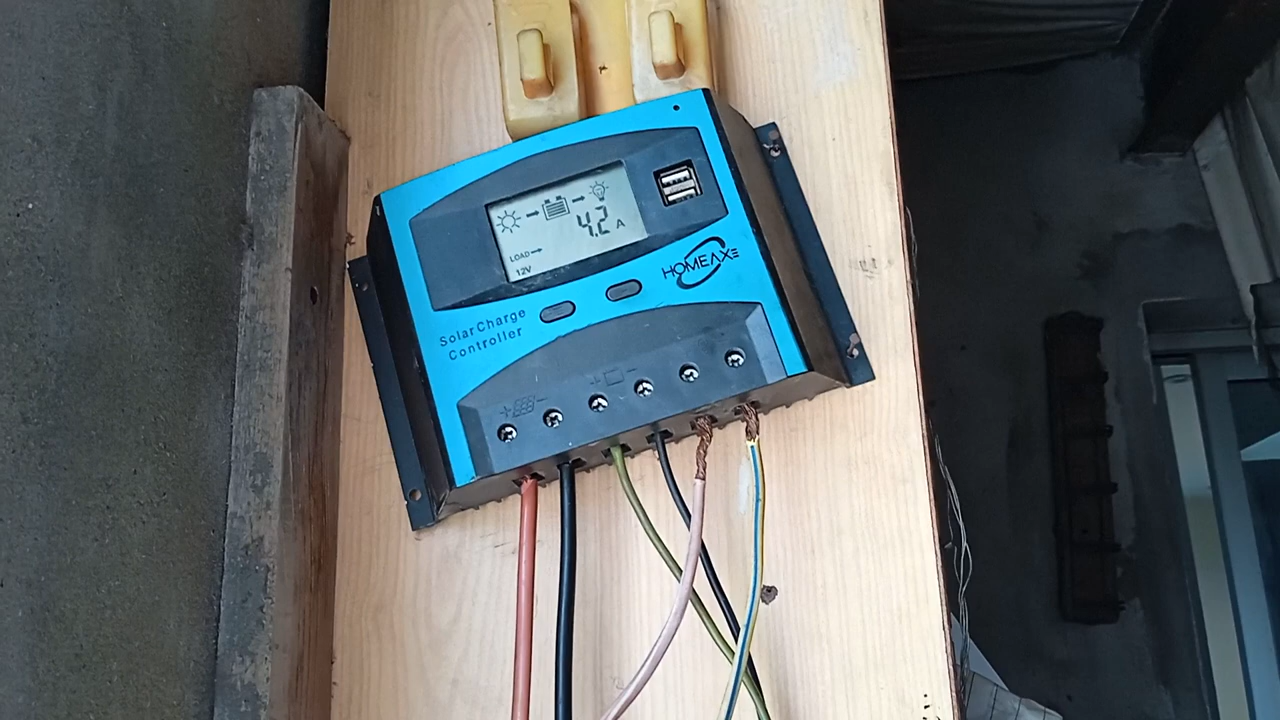 4.2 A
LOAD
12V
HOMEAXE
Solar Charge
Controller